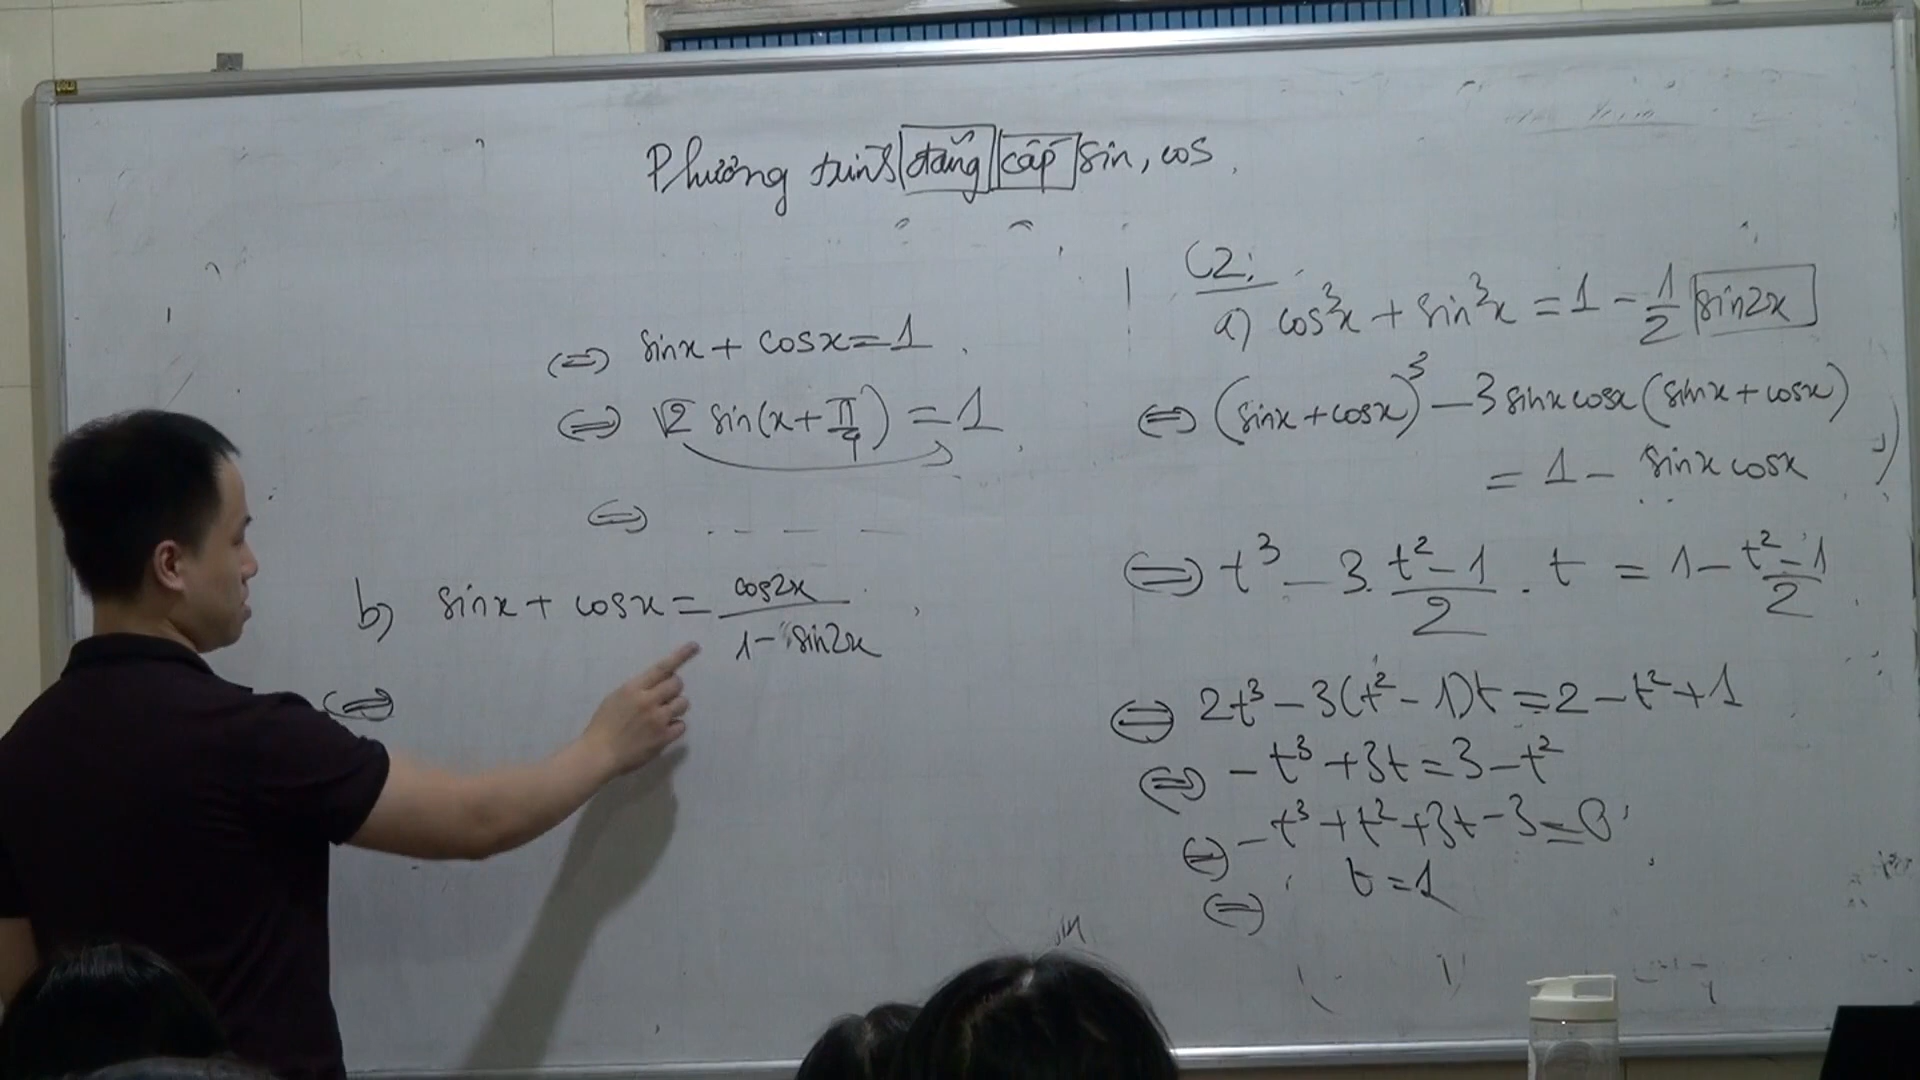 Phương trình đẳng cấp sin, cos
⇔ sinx + cosx = 1
⇔ √2 sin(x + π/4) = 1
⇔ - - - -
b) sinx + cosx = cos2x / (1 - sin2x)
⇔
C2:
a) cos³x + sin³x = 1 - 1/2 sin2x
⇔ (sinx + cosx)³ - 3 sinx cosx (sinx + cosx)
= 1 - sinx cosx
⇔ t³ - 3. (t² - 1)/2 . t = 1 - (t² - 1)/2
⇔ 2t³ - 3(t² - 1)t = 2 - t² + 1
⇔ - t³ + 3t = 3 - t²
⇔ - t³ + t² + 3t - 3 = 0
t = 1
⇔